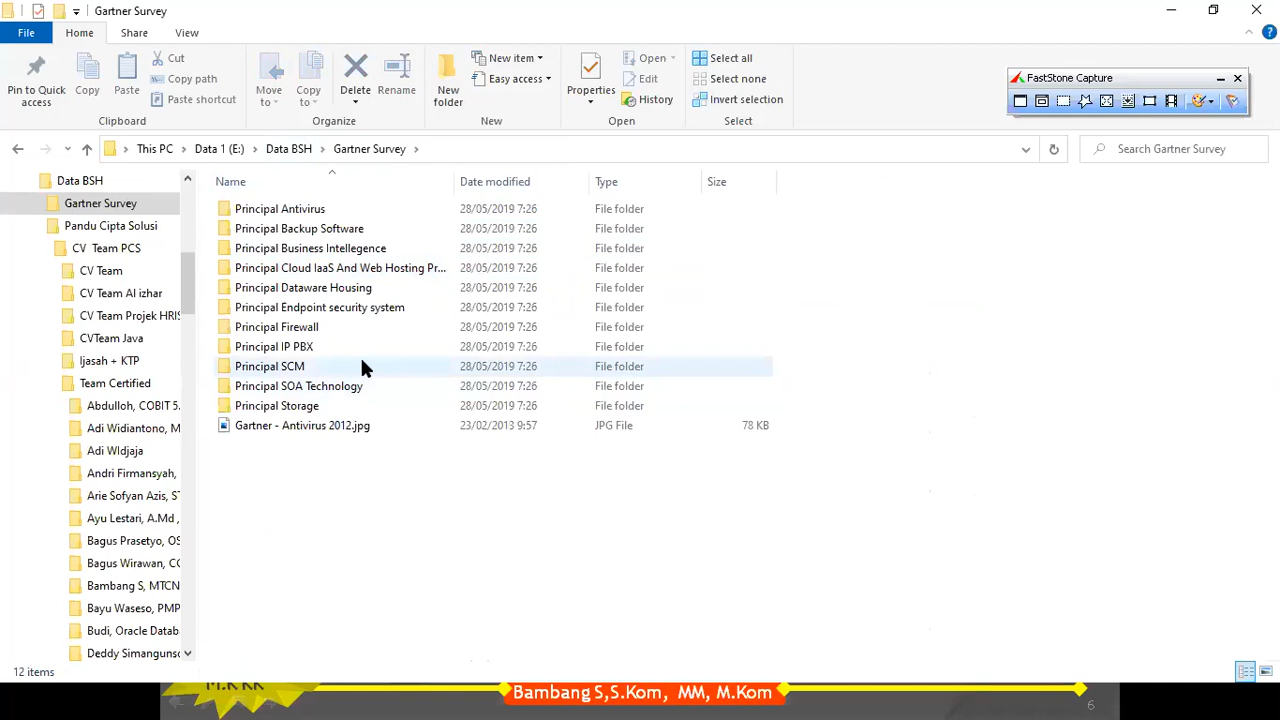 Gartner Survey
File Home Share View
Pin to Quick access
Copy
Paste
Cut
Copy path
Paste shortcut
Clipboard
Move to
Copy to
Delete
Rename
Organize
New folder
New item
Easy access
New
Properties
Open
Edit
History
Open
Select all
Select none
Invert selection
Select
FastStone Capture
This PC Data 1 (E:) Data BSH Gartner Survey
Search Gartner Survey
Data BSH
Gartner Survey
Pandu Cipta Solusi
CV Team PCS
CV Team
CV Team Al izhar
CV Team Projek HRIS
CVTeam Java
Ijasah + KTP
Team Certified
Abdulloh, COBIT 5.
Adi Widiantono, M
Adi WIdjaja
Andri Firmansyah,
Arie Sofyan Azis, ST
Ayu Lestari, A.Md ,
Bagus Prasetyo, OS
Bagus Wirawan, CC
Bambang S, MTCN
Bayu Waseso, PMP
Budi, Oracle Datab
Deddy Simangunsc
Name Date modified Type Size
Principal Antivirus 28/05/2019 7:26 File folder
Principal Backup Software 28/05/2019 7:26 File folder
Principal Business Intellegence 28/05/2019 7:26 File folder
Principal Cloud IaaS And Web Hosting Pr... 28/05/2019 7:26 File folder
Principal Dataware Housing 28/05/2019 7:26 File folder
Principal Endpoint security system 28/05/2019 7:26 File folder
Principal Firewall 28/05/2019 7:26 File folder
Principal IP PBX 28/05/2019 7:26 File folder
Principal SCM 28/05/2019 7:26 File folder
Principal SOA Technology 28/05/2019 7:26 File folder
Principal Storage 28/05/2019 7:26 File folder
Gartner - Antivirus 2012.jpg 23/02/2013 9:57 JPG File 78 KB
12 items
Bambang S,S.Kom, MM, M.Kom
6